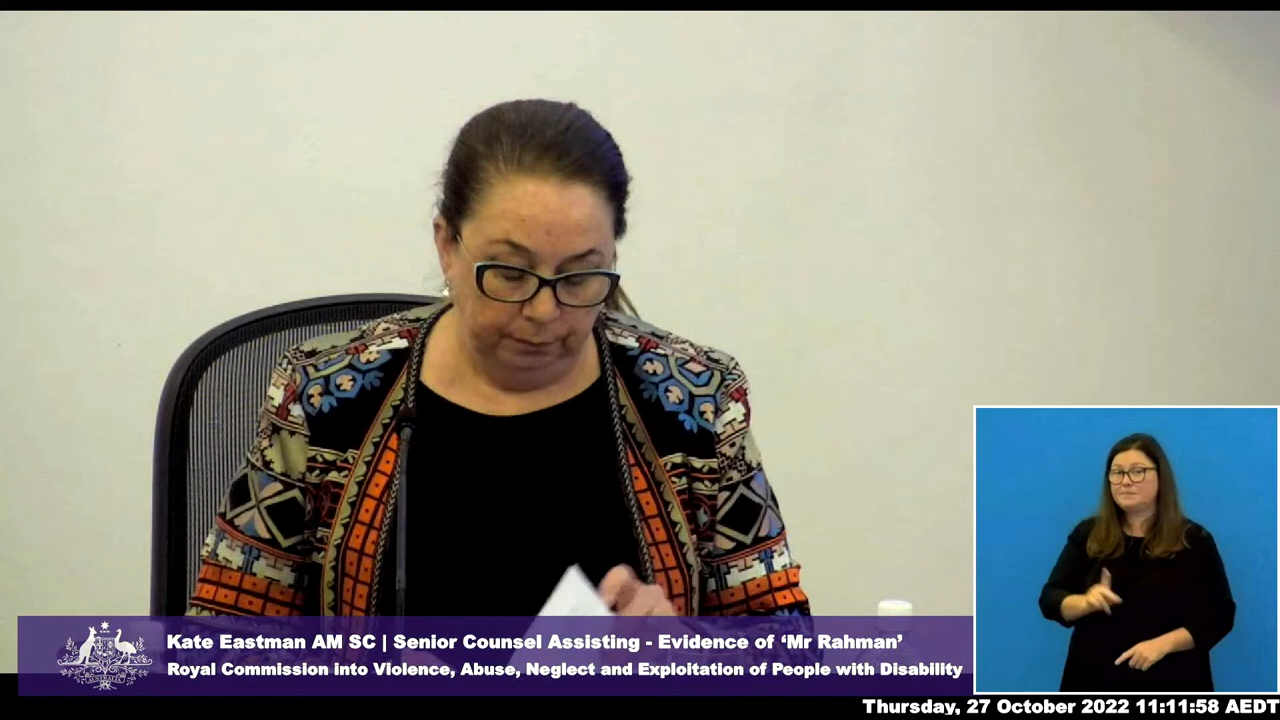 Kate Eastman AM SC | Senior Counsel Assisting - Evidence of ‘Mr Rahman’
Royal Commission into Violence, Abuse, Neglect and Exploitation of People with Disability
AUSTRALIA
Thursday, 27 October 2022 11:11:58 AEDT